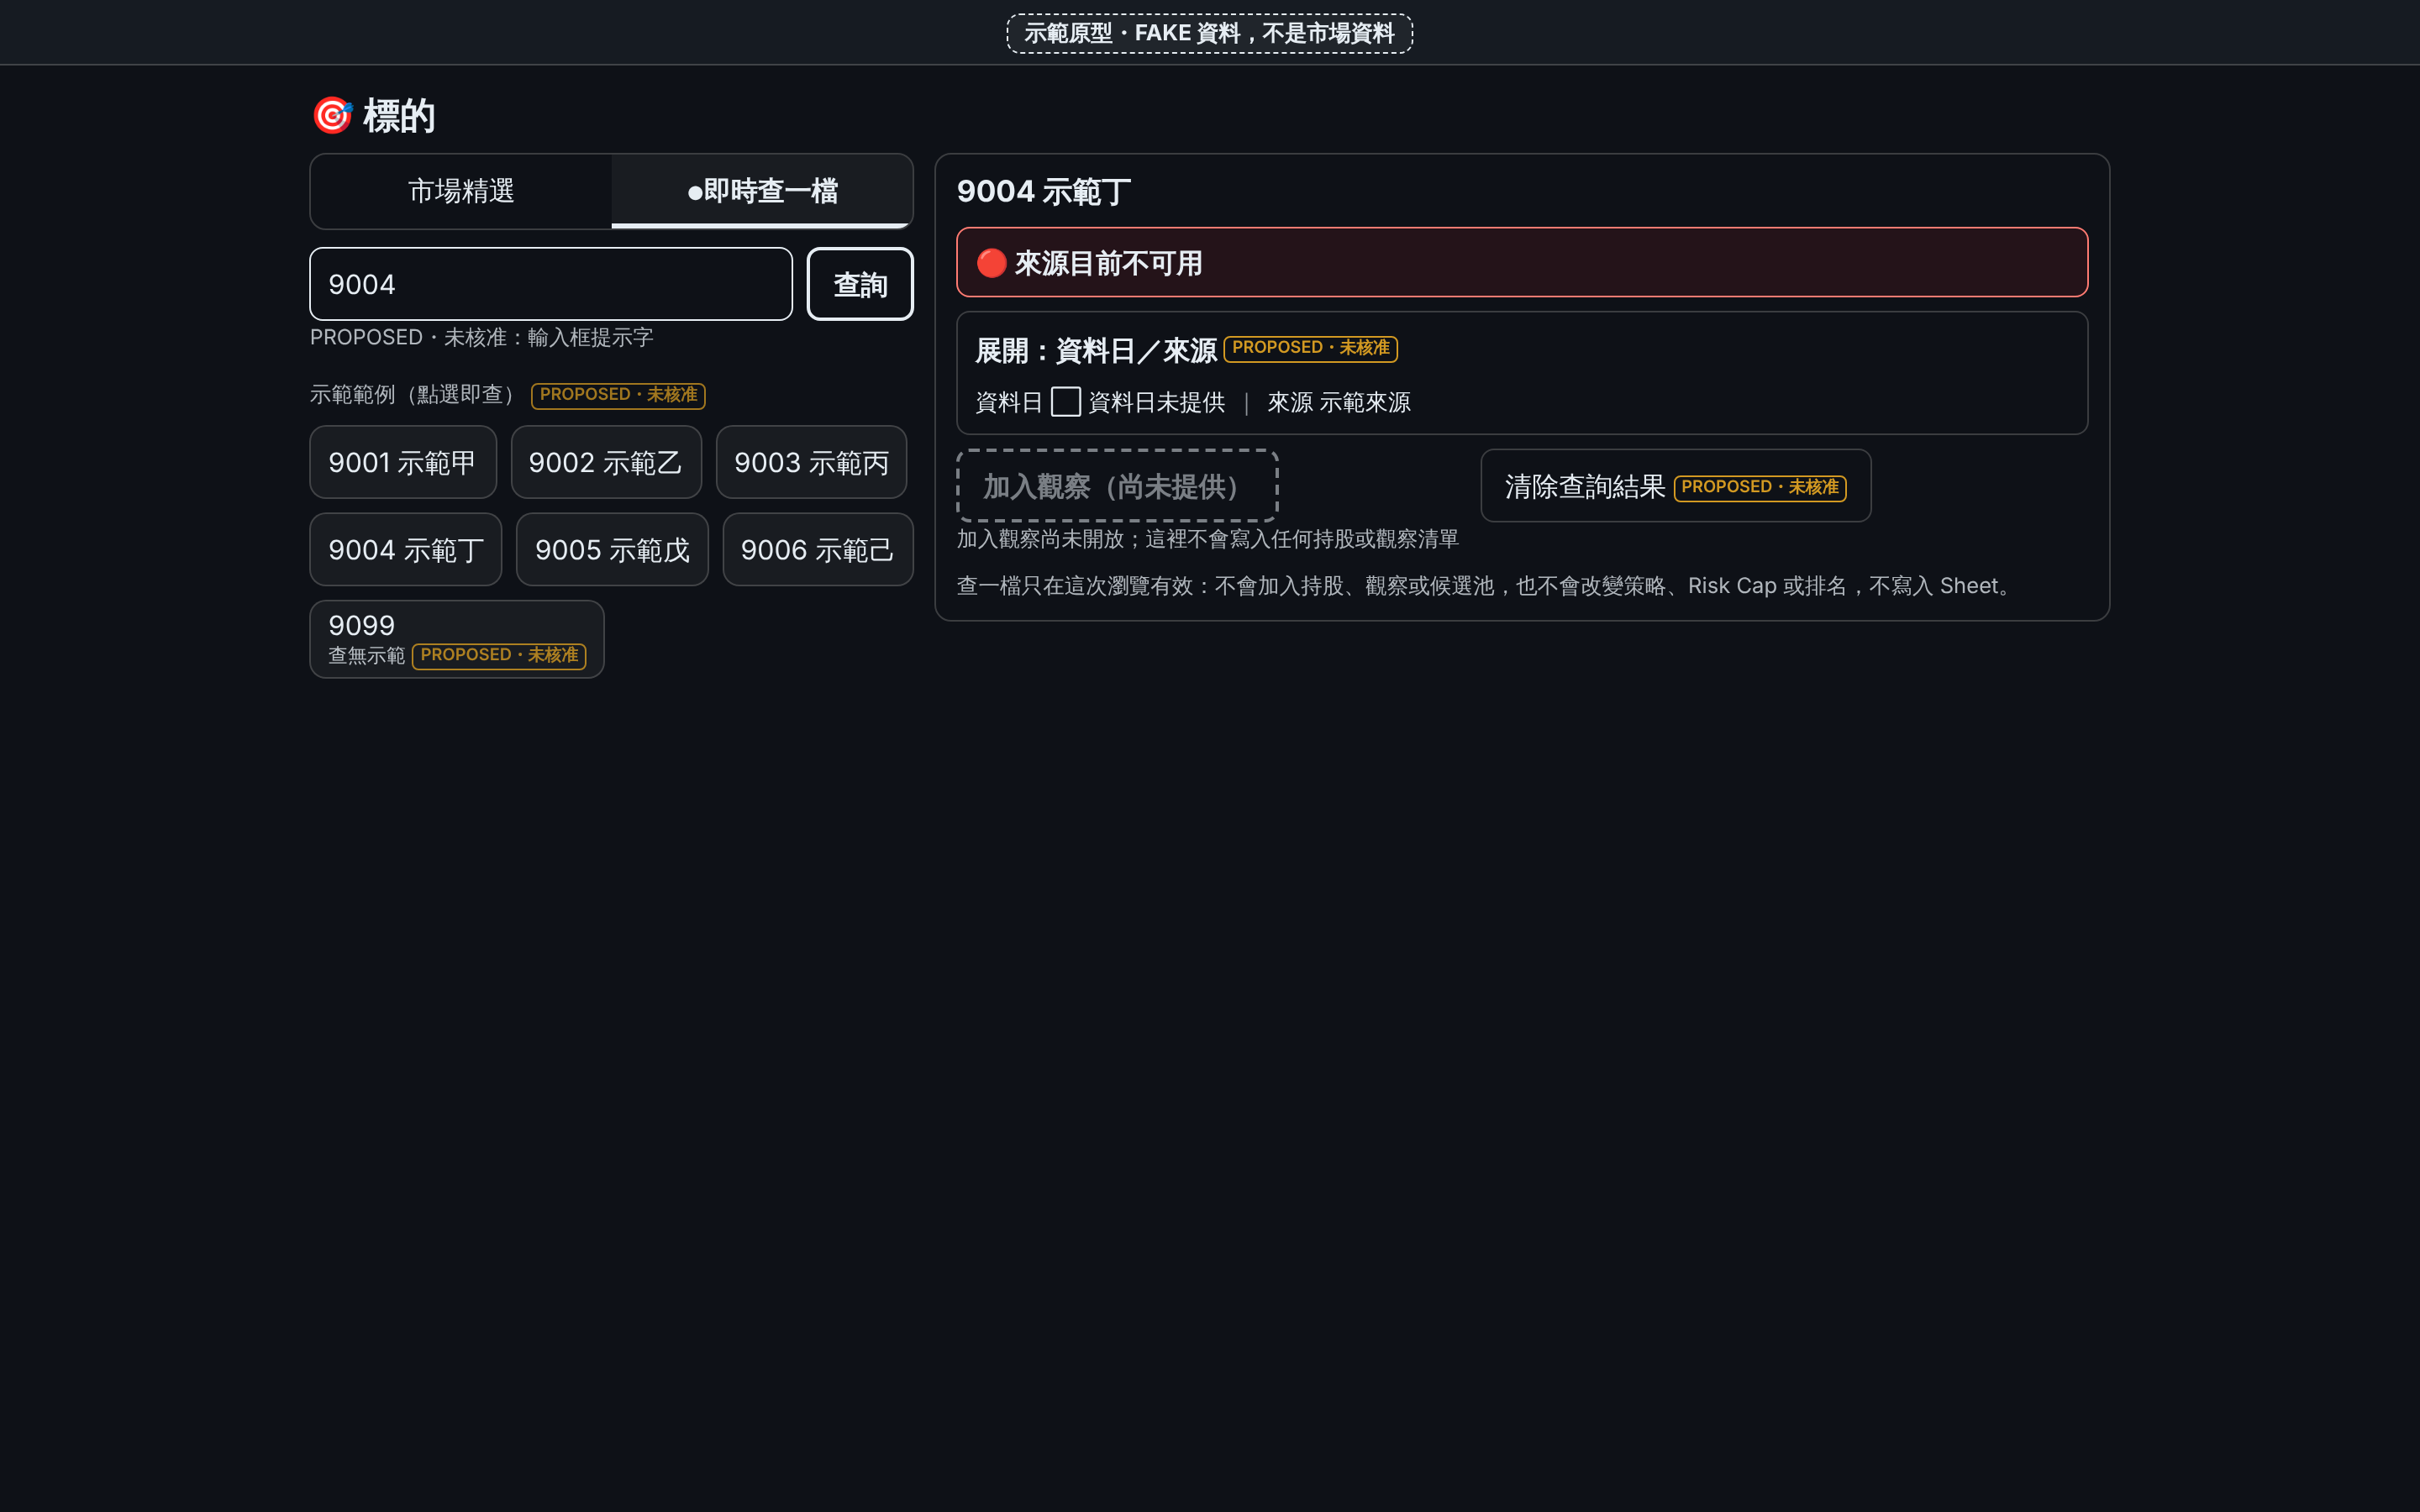 示範原型・FAKE 資料，不是市場資料
🎯 標的
市場精選
●即時查一檔
9004
查詢
PROPOSED・未核准：輸入框提示字
示範範例（點選即查） PROPOSED・未核准
9001 示範甲
9002 示範乙
9003 示範丙
9004 示範丁
9005 示範戊
9006 示範己
9099
查無示範 PROPOSED・未核准
9004 示範丁
🔴 來源目前不可用
展開：資料日／來源 PROPOSED・未核准
資料日 ⬜ 資料日未提供 | 來源 示範來源
加入觀察（尚未提供）
清除查詢結果 PROPOSED・未核准
加入觀察尚未開放；這裡不會寫入任何持股或觀察清單
查一檔只在這次瀏覽有效：不會加入持股、觀察或候選池，也不會改變策略、Risk Cap 或排名，不寫入 Sheet。